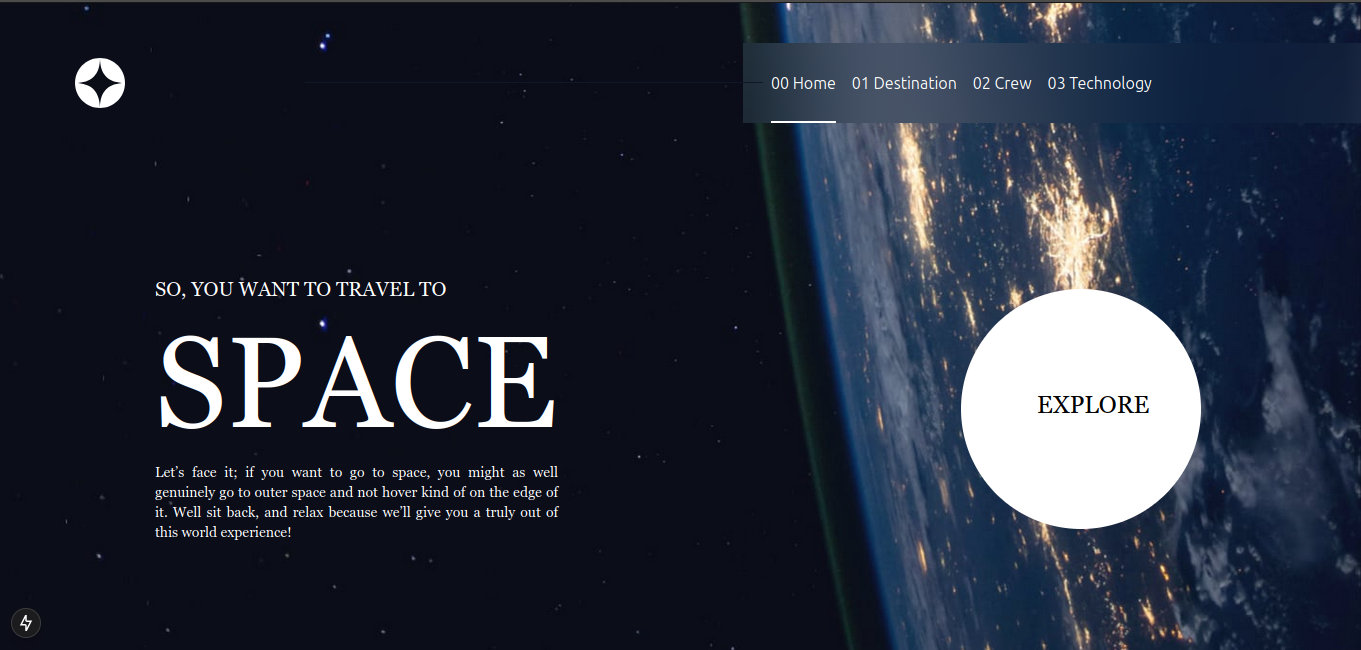 00 Home 01 Destination 02 Crew 03 Technology
SO, YOU WANT TO TRAVEL TO
SPACE
Let’s face it; if you want to go to space, you might as well
genuinely go to outer space and not hover kind of on the edge of
it. Well sit back, and relax because we’ll give you a truly out of
this world experience!
EXPLORE